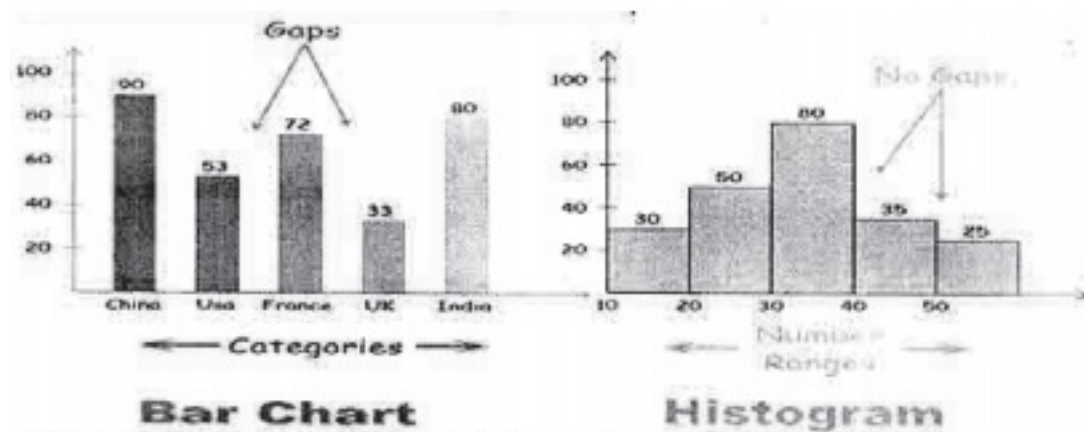 Gaps
100
90
80
60
40
20
53
72
33
80
China
Usa
France
UK
India
Categories
Bar Chart
No Gaps
100
80
60
40
20
30
50
80
35
25
10
20
30
40
50
Number
Ranges
Histogram